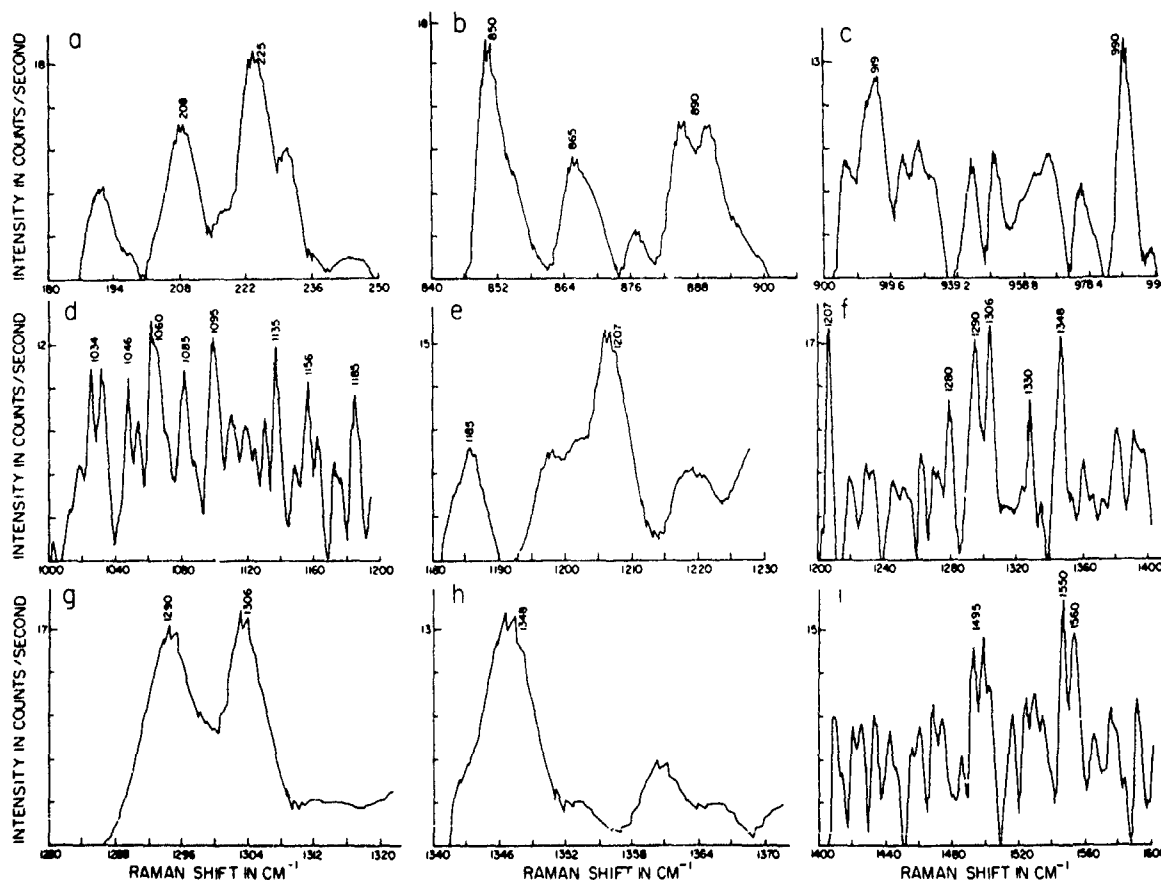 INTENSITY IN COUNTS/SECOND
a
18
208
225
180 194 208 222 236 250
b
18
850
865
890
840 852 864 876 888 900
c
13
919
990
900 919 6 939 2 958 8 978 4 99
INTENSITY IN COUNTS/SECOND
d
12
1034
1046
1060
1085
1095
1135
1156
1185
1000 1040 1080 1120 1160 1200
e
15
1185
1207
1180 1190 1200 1210 1220 1230
f
17
1207
1280
1290
1306
1330
1348
1200 1240 1280 1320 1360 1400
INTENSITY IN COUNTS/SECOND
g
17
1290
1306
1280 1288 1296 1304 1312 1320
RAMAN SHIFT IN CM⁻¹
h
13
1348
1340 1346 1352 1358 1364 1370
RAMAN SHIFT IN CM⁻¹
i
15
1495
1550
1560
1400 1440 1480 1520 1560 1600
RAMAN SHIFT IN CM⁻¹